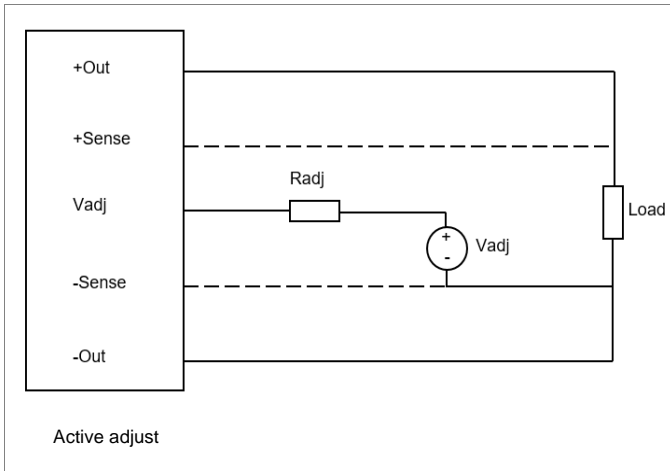 +Out
+Sense
Radj
Vadj
Load
+
-
Vadj
-Sense
-Out
Active adjust